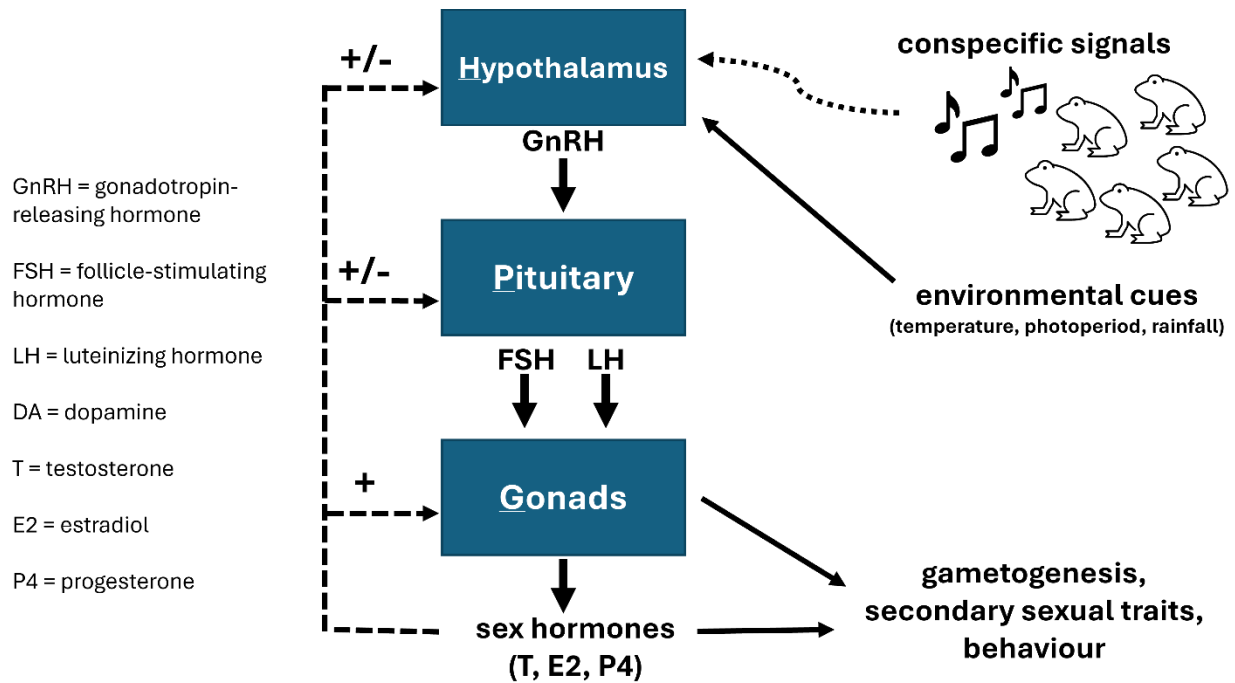 conspecific signals
+/-
Hypothalamus
GnRH
GnRH = gonadotropin-
releasing hormone
+/-
Pituitary
FSH = follicle-stimulating
hormone
environmental cues
(temperature, photoperiod, rainfall)
LH = luteinizing hormone
FSH LH
DA = dopamine
T = testosterone
+
Gonads
E2 = estradiol
P4 = progesterone
gametogenesis,
secondary sexual traits,
behaviour
sex hormones
(T, E2, P4)